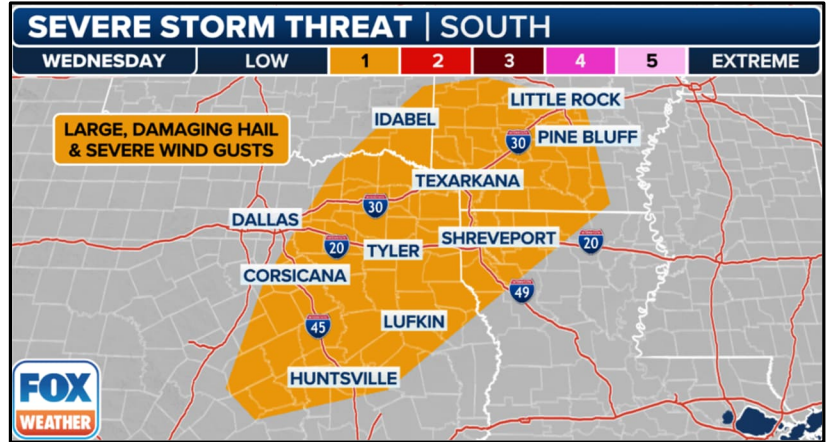 SEVERE STORM THREAT | SOUTH
WEDNESDAY LOW 1 2 3 4 5 EXTREME
LARGE, DAMAGING HAIL
& SEVERE WIND GUSTS
LITTLE ROCK
IDABEL
30
PINE BLUFF
TEXARKANA
30
DALLAS
SHREVEPORT
20
20
TYLER
CORSICANA
49
45
LUFKIN
HUNTSVILLE
FOX
WEATHER